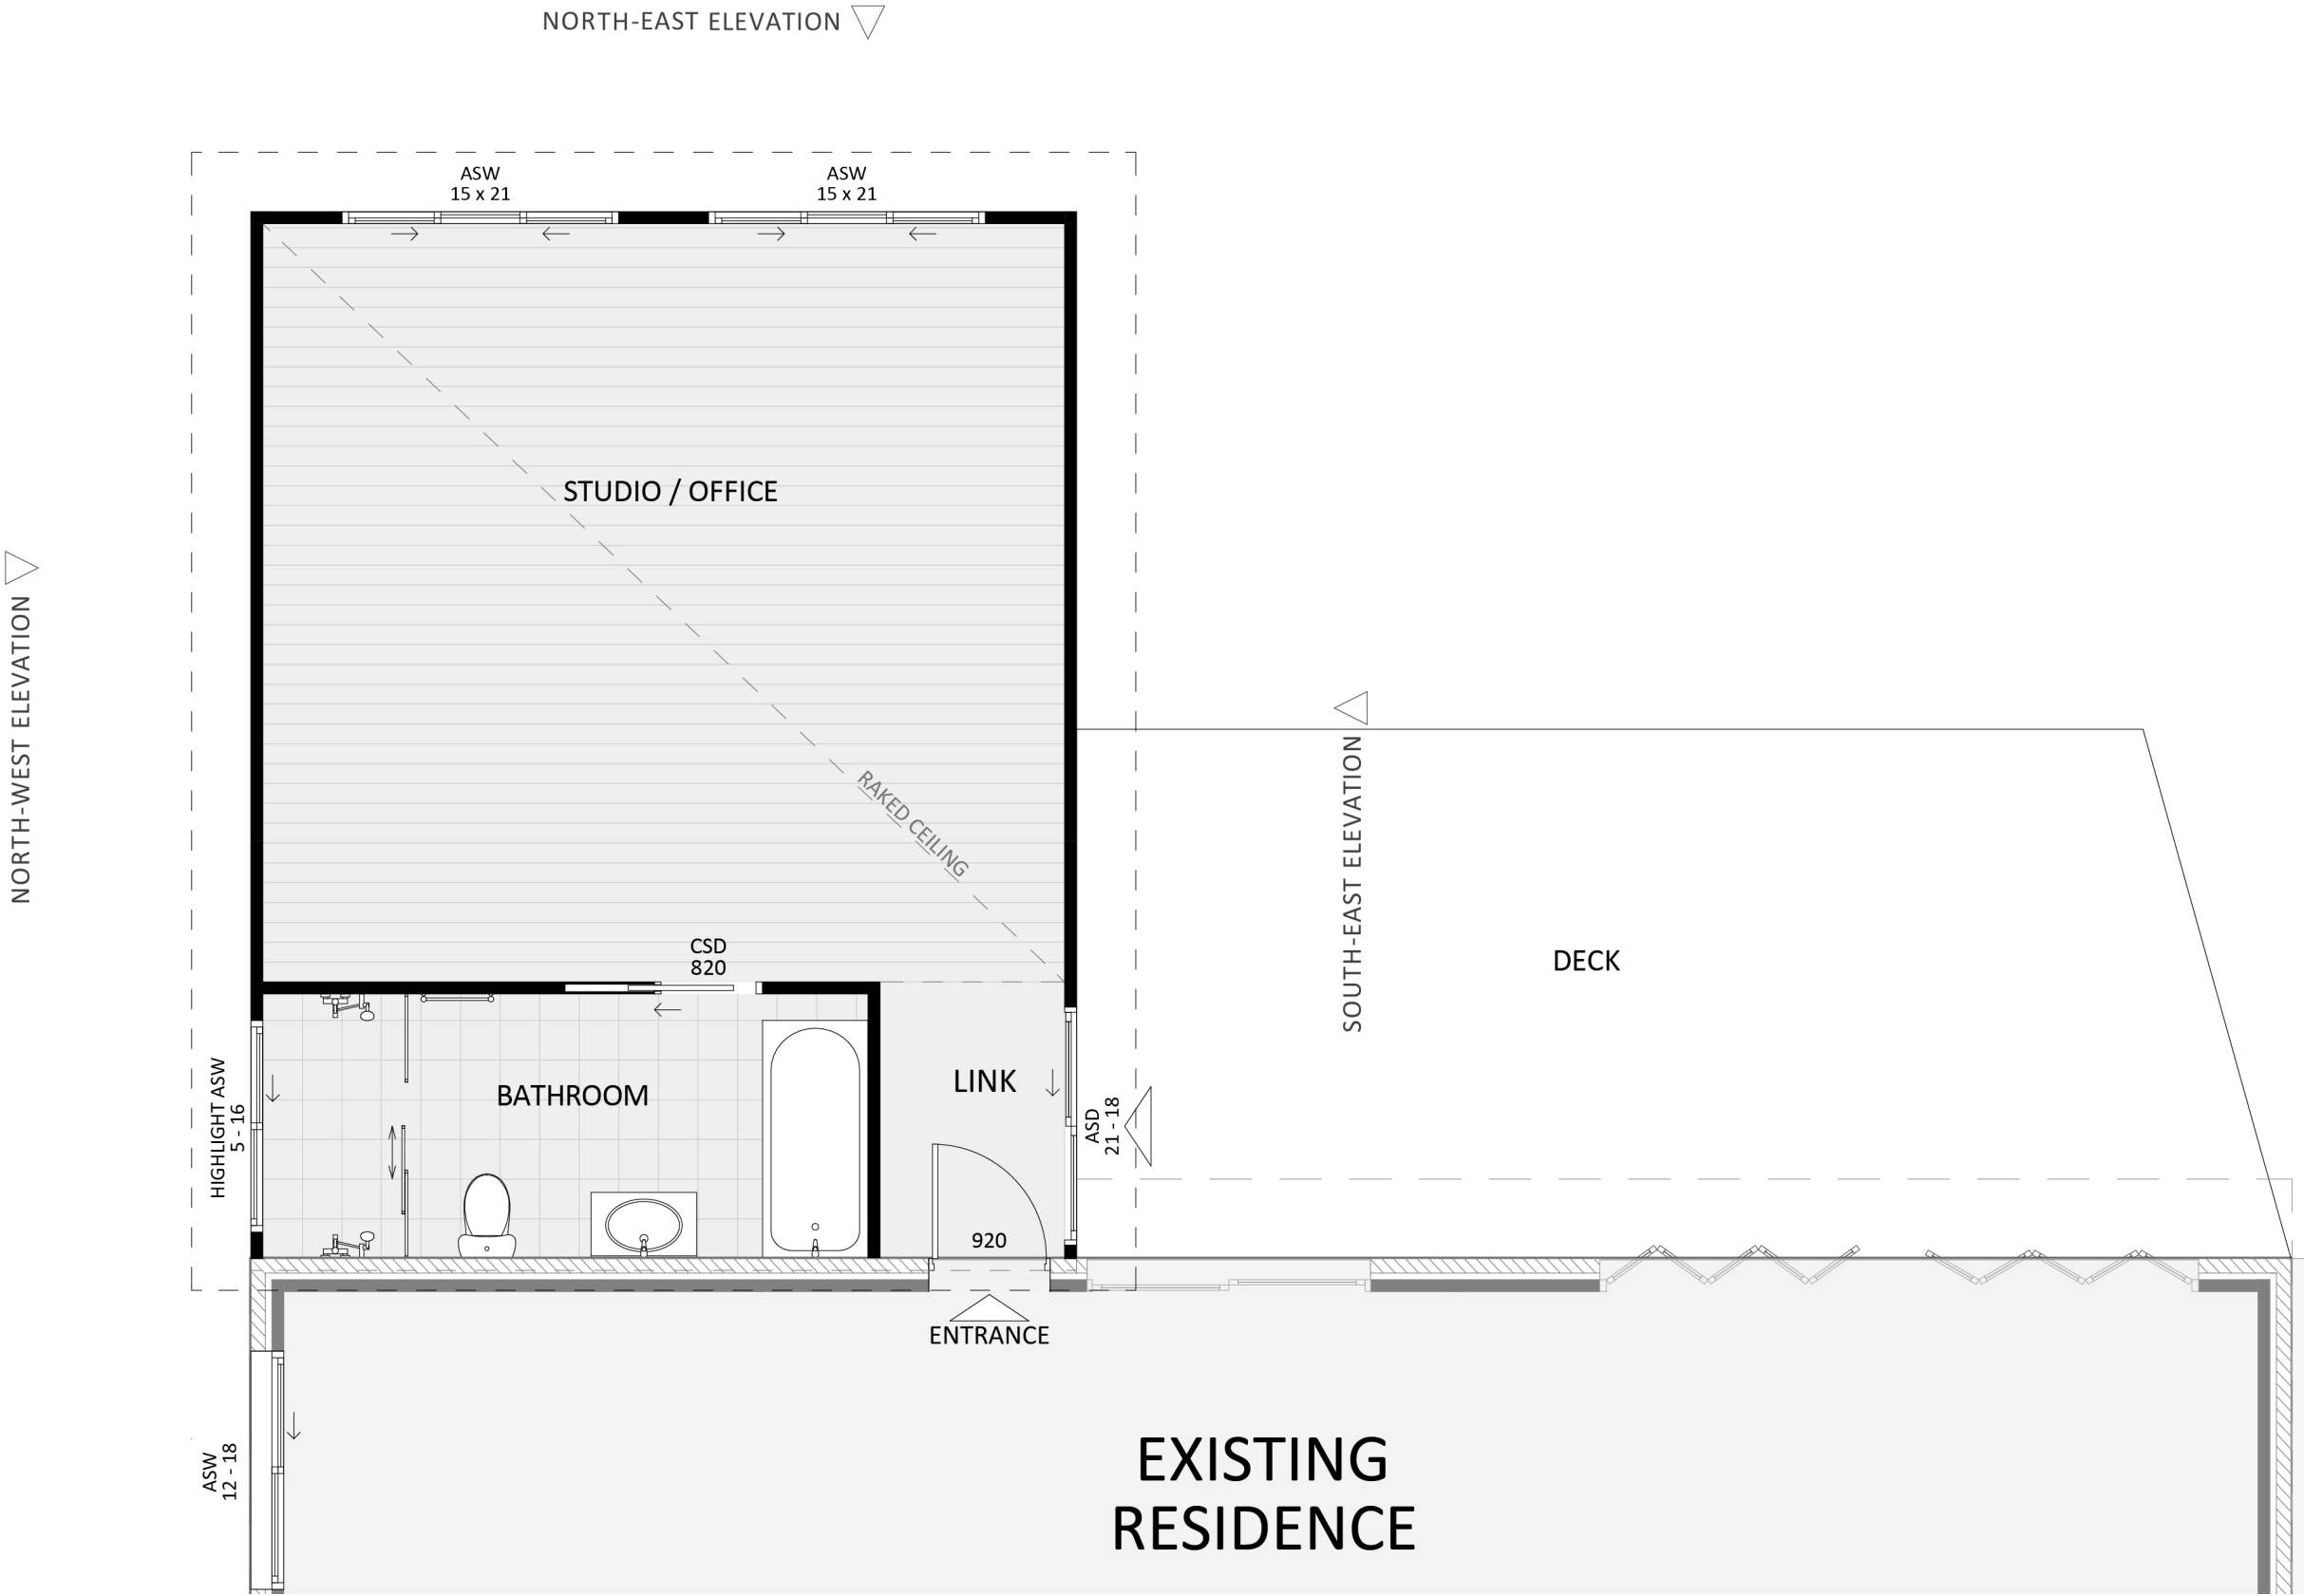 NORTH-EAST ELEVATION
ASW
15 x 21
ASW
15 x 21
STUDIO / OFFICE
NORTH-WEST ELEVATION
RAKED CEILING
SOUTH-EAST ELEVATION
CSD
820
DECK
HIGHLIGHT ASW
5 - 16
BATHROOM
LINK
ASD
21 - 18
920
ENTRANCE
ASW
12 - 18
EXISTING
RESIDENCE